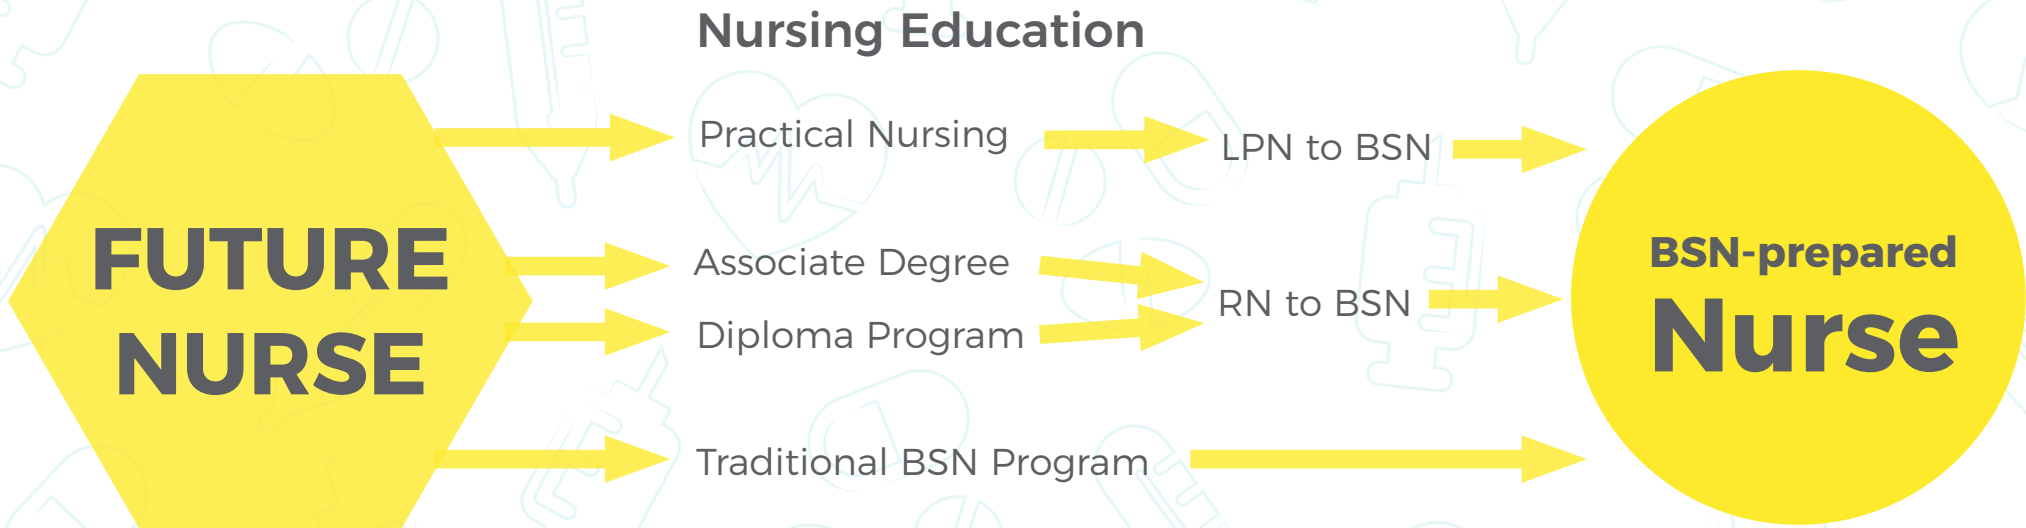 Nursing Education
FUTURE
NURSE
Practical Nursing
LPN to BSN
Associate Degree
Diploma Program
RN to BSN
Traditional BSN Program
BSN-prepared
Nurse